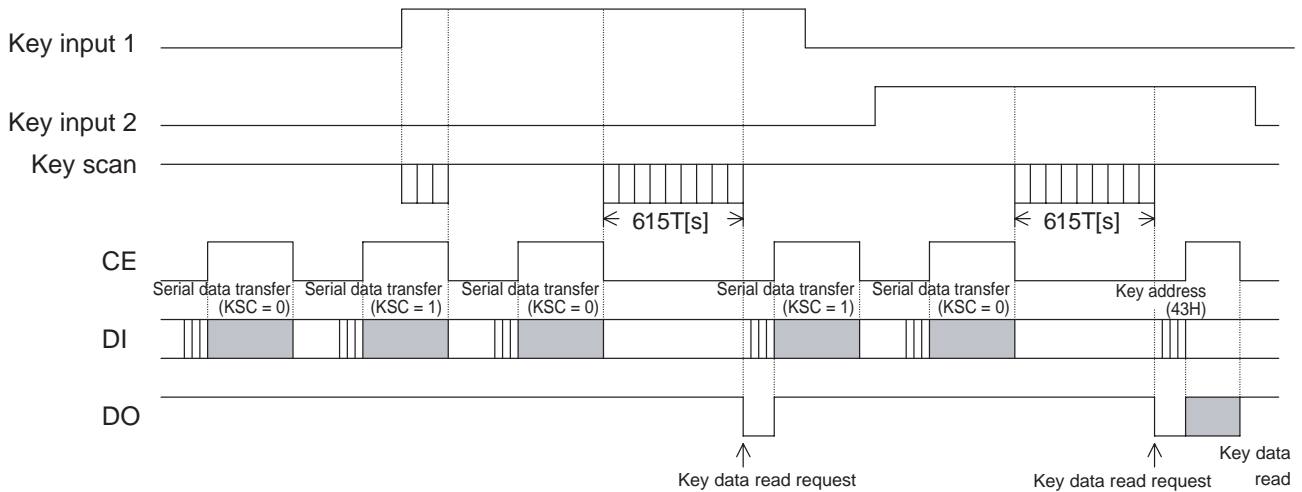 Key input 1
Key input 2
Key scan
615T[s]
615T[s]
CE
Serial data transfer
(KSC = 0)
Serial data transfer
(KSC = 1)
Serial data transfer
(KSC = 0)
Serial data transfer
(KSC = 1)
Serial data transfer
(KSC = 0)
Key address
(43H)
DI
DO
Key data read request
Key data read request
Key data
read